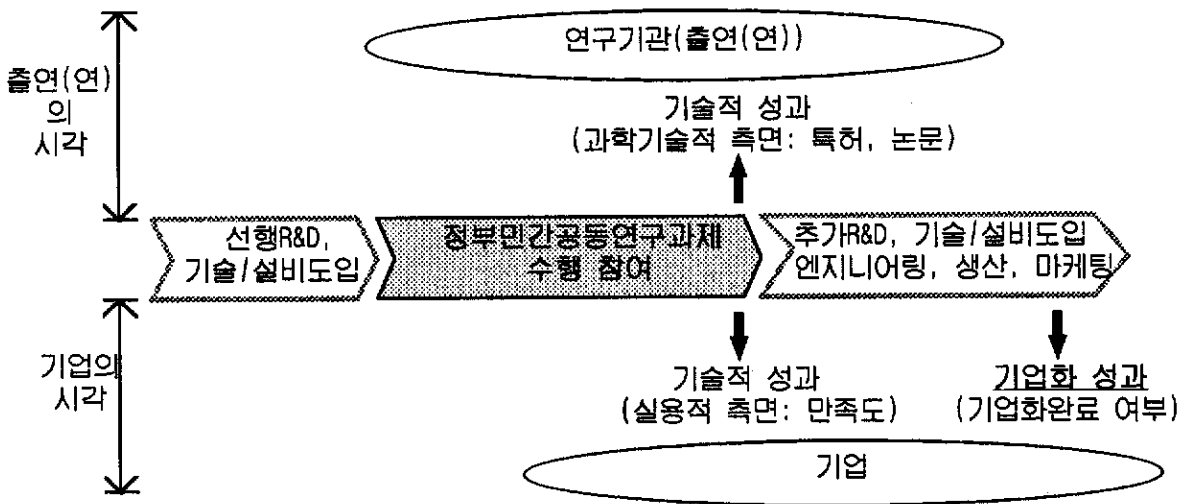 연구기관(출연(연))
출연(연)
의
시각
기술적 성과
(과학기술적 측면: 특허, 논문)
선행R&D,
기술/설비도입
정부민간공동연구과제
수행 참여
추가R&D, 기술/설비도입
엔지니어링, 생산, 마케팅
기업의
시각
기술적 성과
(실용적 측면: 만족도)
기업화 성과
(기업화완료 여부)
기업